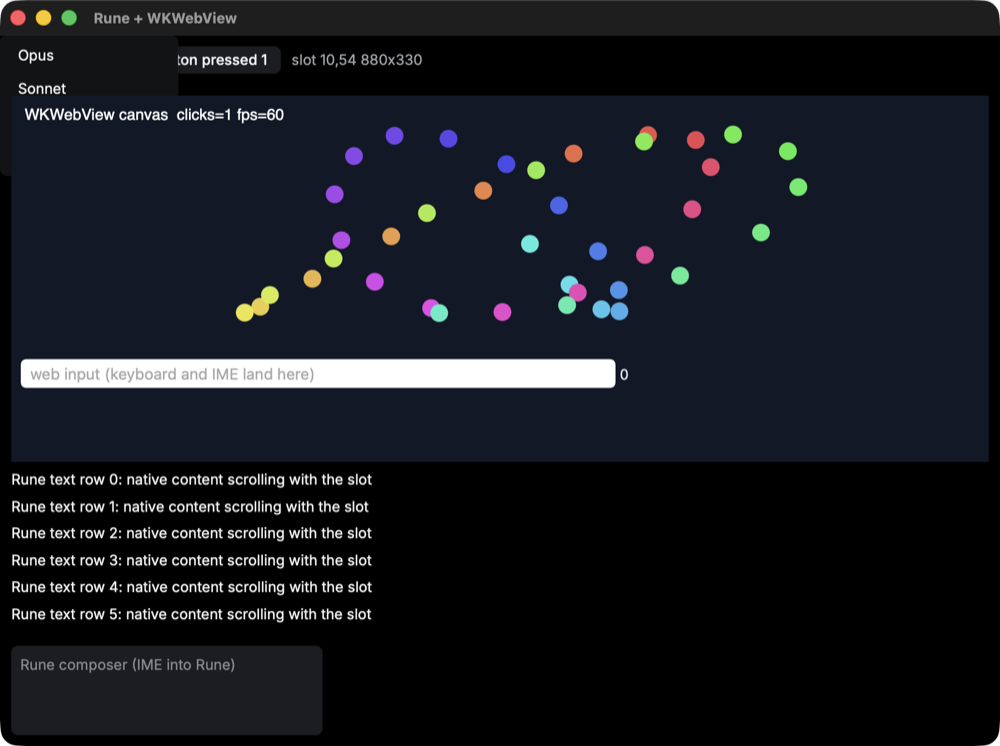 Rune + WKWebView
Opus
ton pressed 1 slot 10,54 880x330
Sonnet
WKWebView canvas clicks=1 fps=60
web input (keyboard and IME land here) 0
Rune text row 0: native content scrolling with the slot
Rune text row 1: native content scrolling with the slot
Rune text row 2: native content scrolling with the slot
Rune text row 3: native content scrolling with the slot
Rune text row 4: native content scrolling with the slot
Rune text row 5: native content scrolling with the slot
Rune composer (IME into Rune)